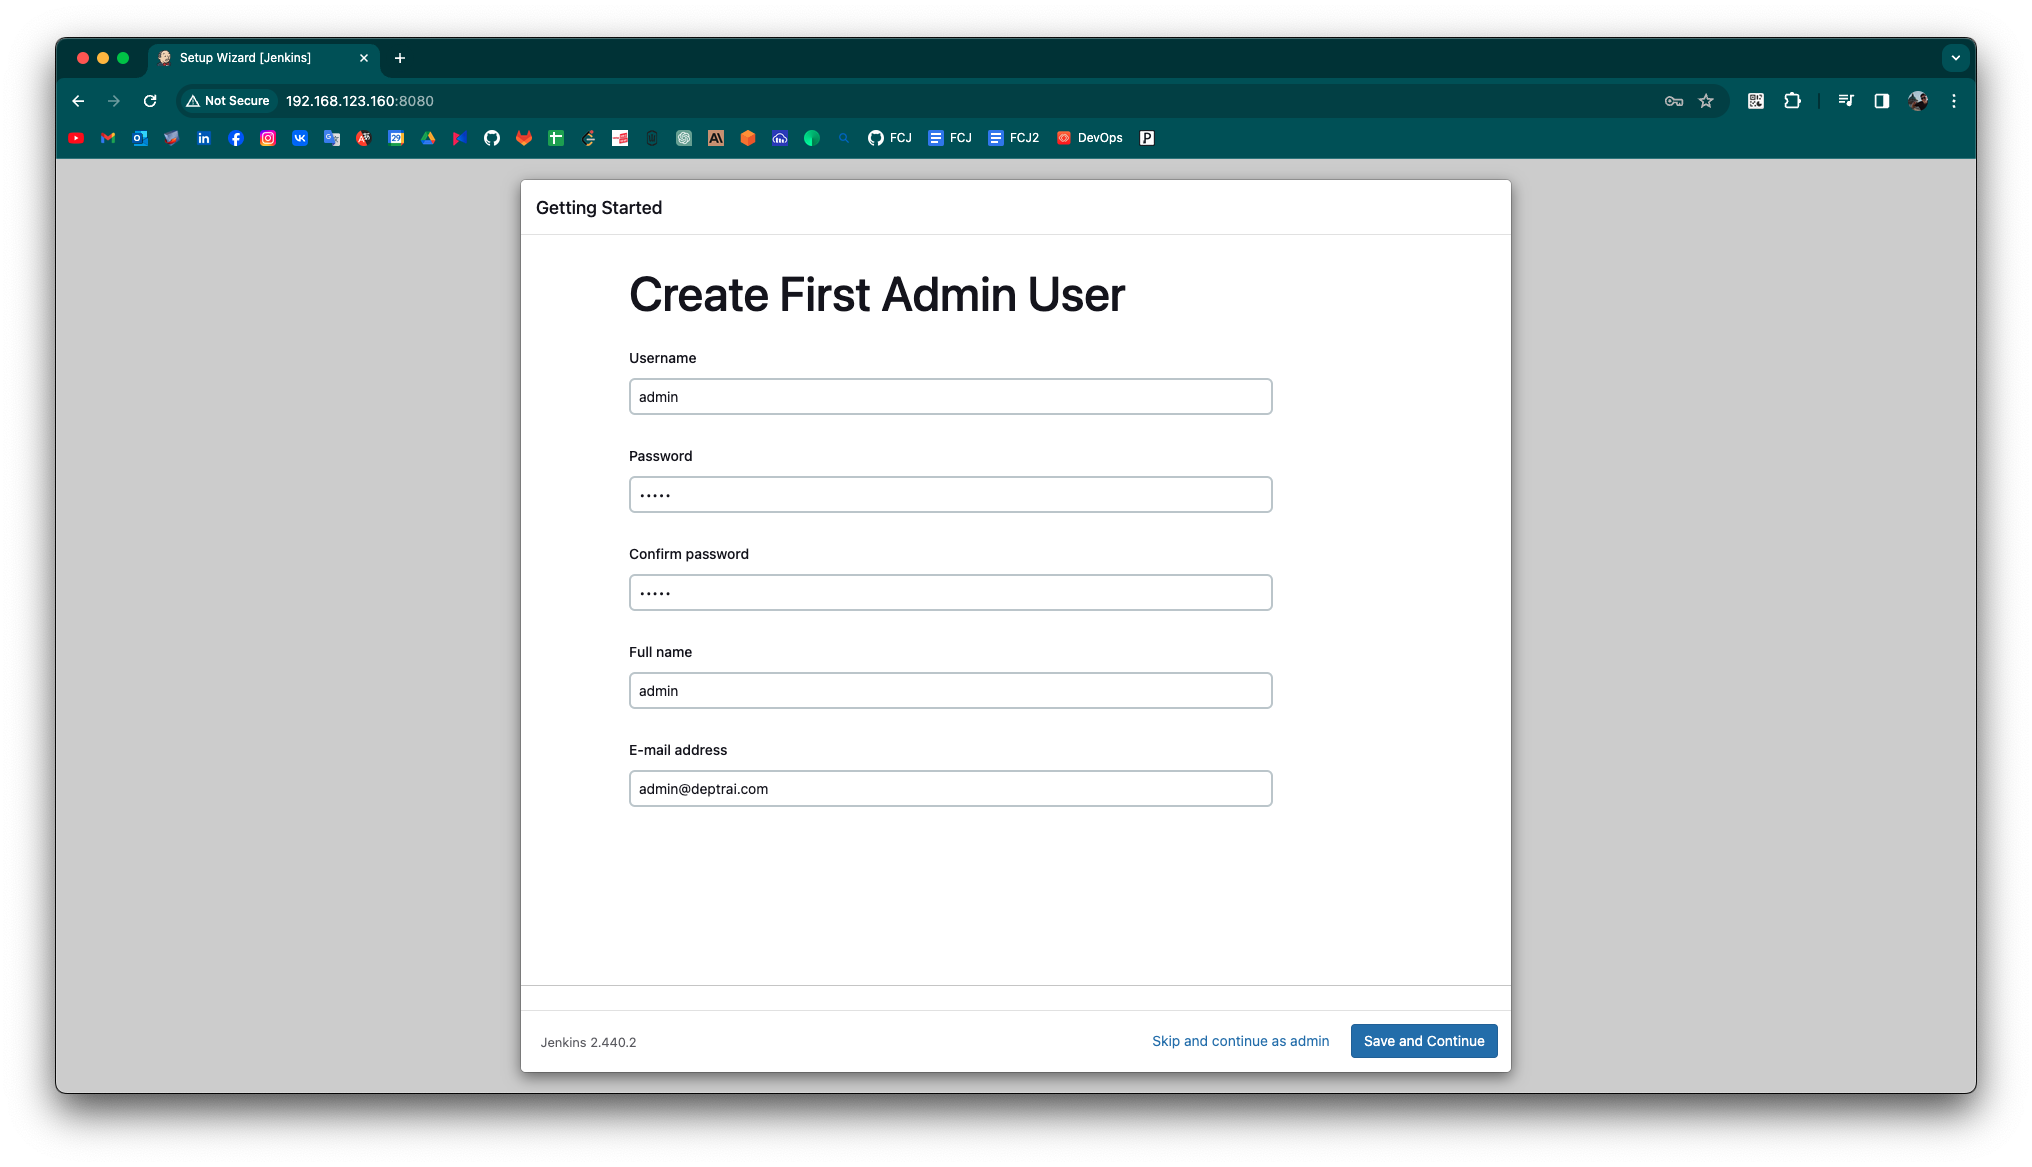 Setup Wizard [Jenkins]
Not Secure
192.168.123.160:8080
FCJ
FCJ
FCJ2
DevOps
Getting Started
Create First Admin User
Username
admin
Password
•••••
Confirm password
•••••
Full name
admin
E-mail address
admin@deptrai.com
Jenkins 2.440.2
Skip and continue as admin
Save and Continue